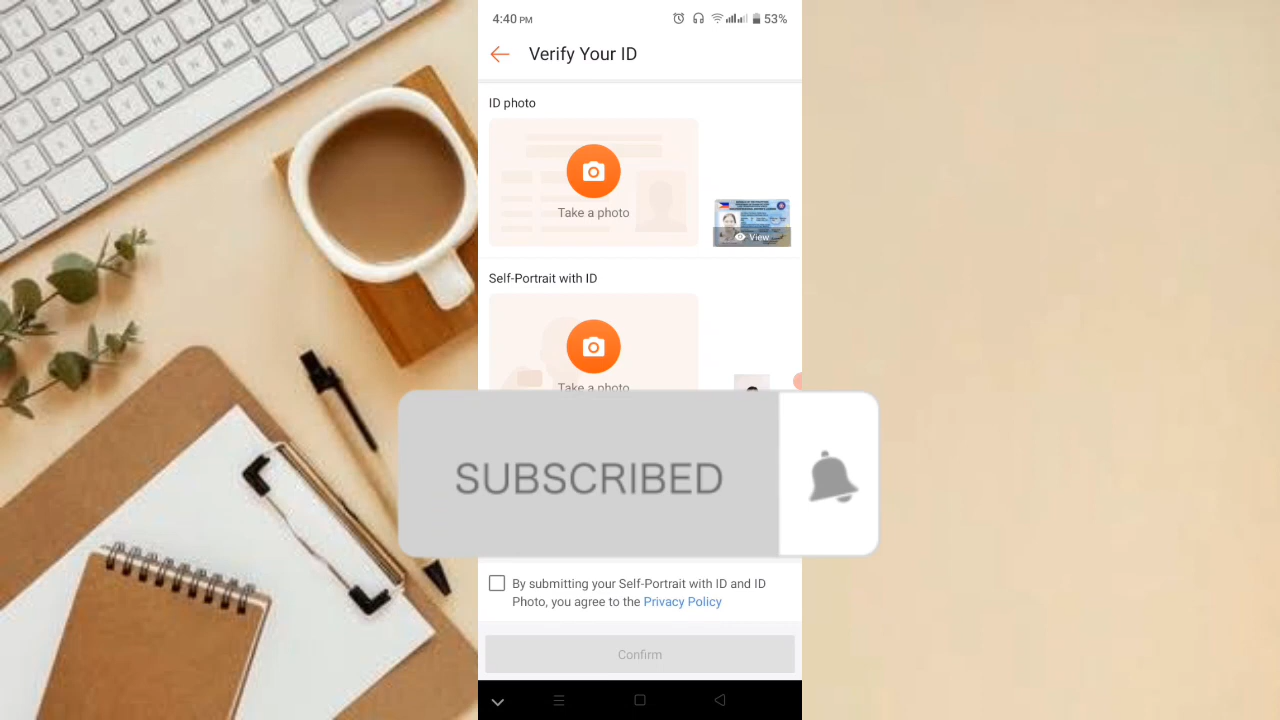 4:40 PM
53%
Verify Your ID
ID photo
Take a photo
View
Self-Portrait with ID
Take a photo
SUBSCRIBED
By submitting your Self-Portrait with ID and ID
Photo, you agree to the Privacy Policy
Confirm